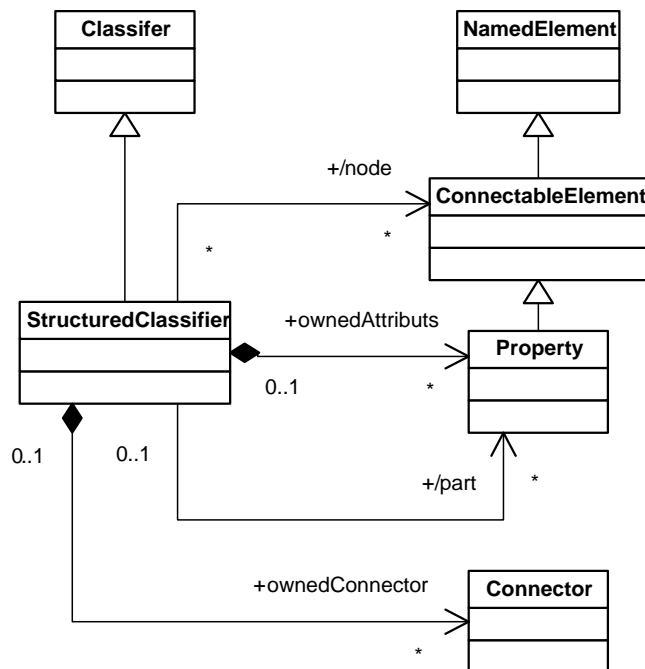 Classifer
NamedElement
+/node
ConnectableElement
*
*
StructuredClassifier
+ownedAttributs
Property
0..1
*
0..1
0..1
+/part
*
+ownedConnector
Connector
*